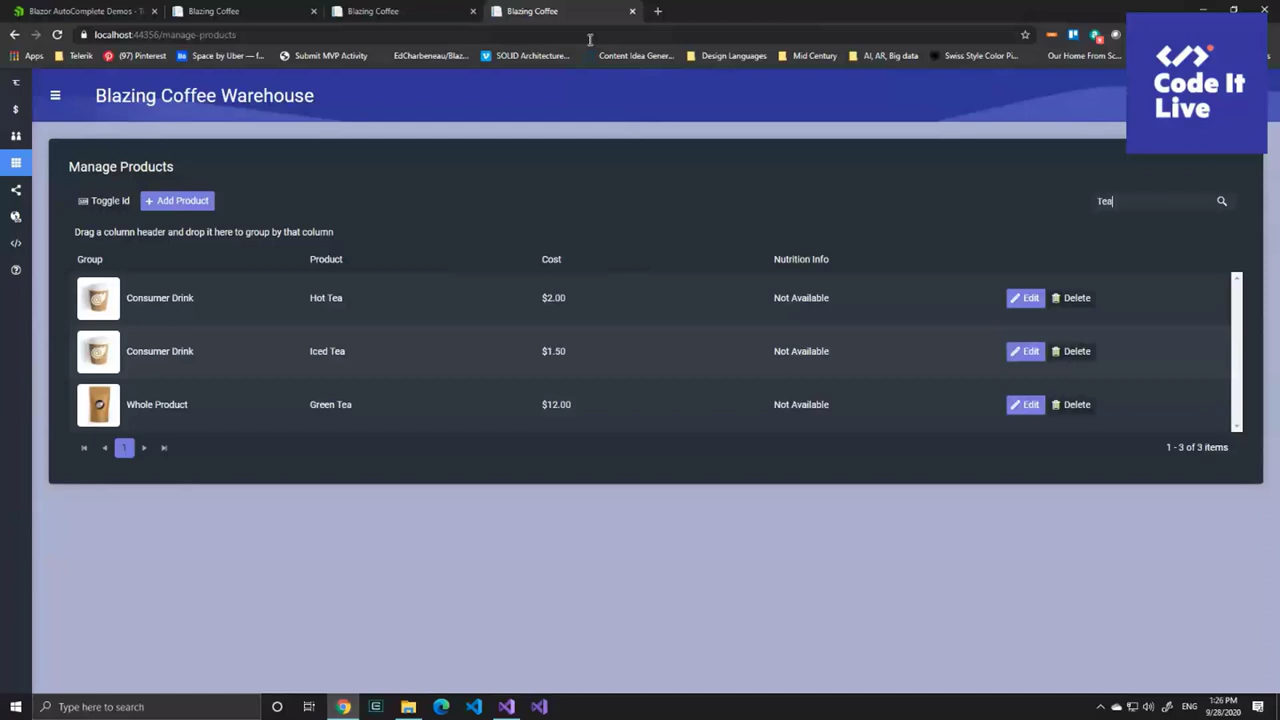 Blazor AutoComplete Demos - T
Blazing Coffee
Blazing Coffee
Blazing Coffee
localhost:44356/manage-products
Apps
Telerik
(97) Pinterest
Space by Uber — f...
Submit MVP Activity
EdCharbeneau/Blaz...
SOLID Architecture...
Content Idea Gener...
Design Languages
Mid Century
AI, AR, Big data
Swiss Style Color Pi...
Our Home From Sc...
Code It
Live
Blazing Coffee Warehouse
Manage Products
Toggle Id
+ Add Product
Tea
Drag a column header and drop it here to group by that column
Group Product Cost Nutrition Info
Consumer Drink Hot Tea $2.00 Not Available Edit Delete
Consumer Drink Iced Tea $1.50 Not Available Edit Delete
Whole Product Green Tea $12.00 Not Available Edit Delete
1
1 - 3 of 3 items
Type here to search
ENG
1:26 PM
9/28/2020